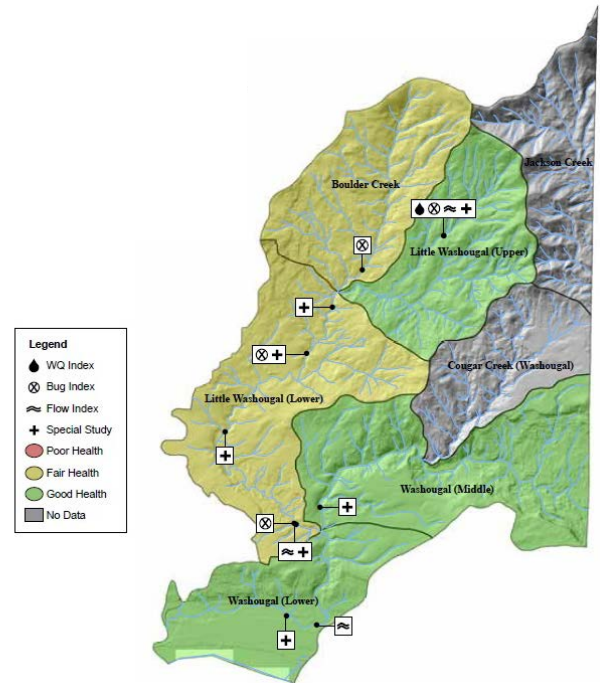 Jackson Creek
Boulder Creek
Little Washougal (Upper)
Cougar Creek (Washougal)
Little Washougal (Lower)
Washougal (Middle)
Washougal (Lower)
Legend
WQ Index
Bug Index
Flow Index
Special Study
Poor Health
Fair Health
Good Health
No Data